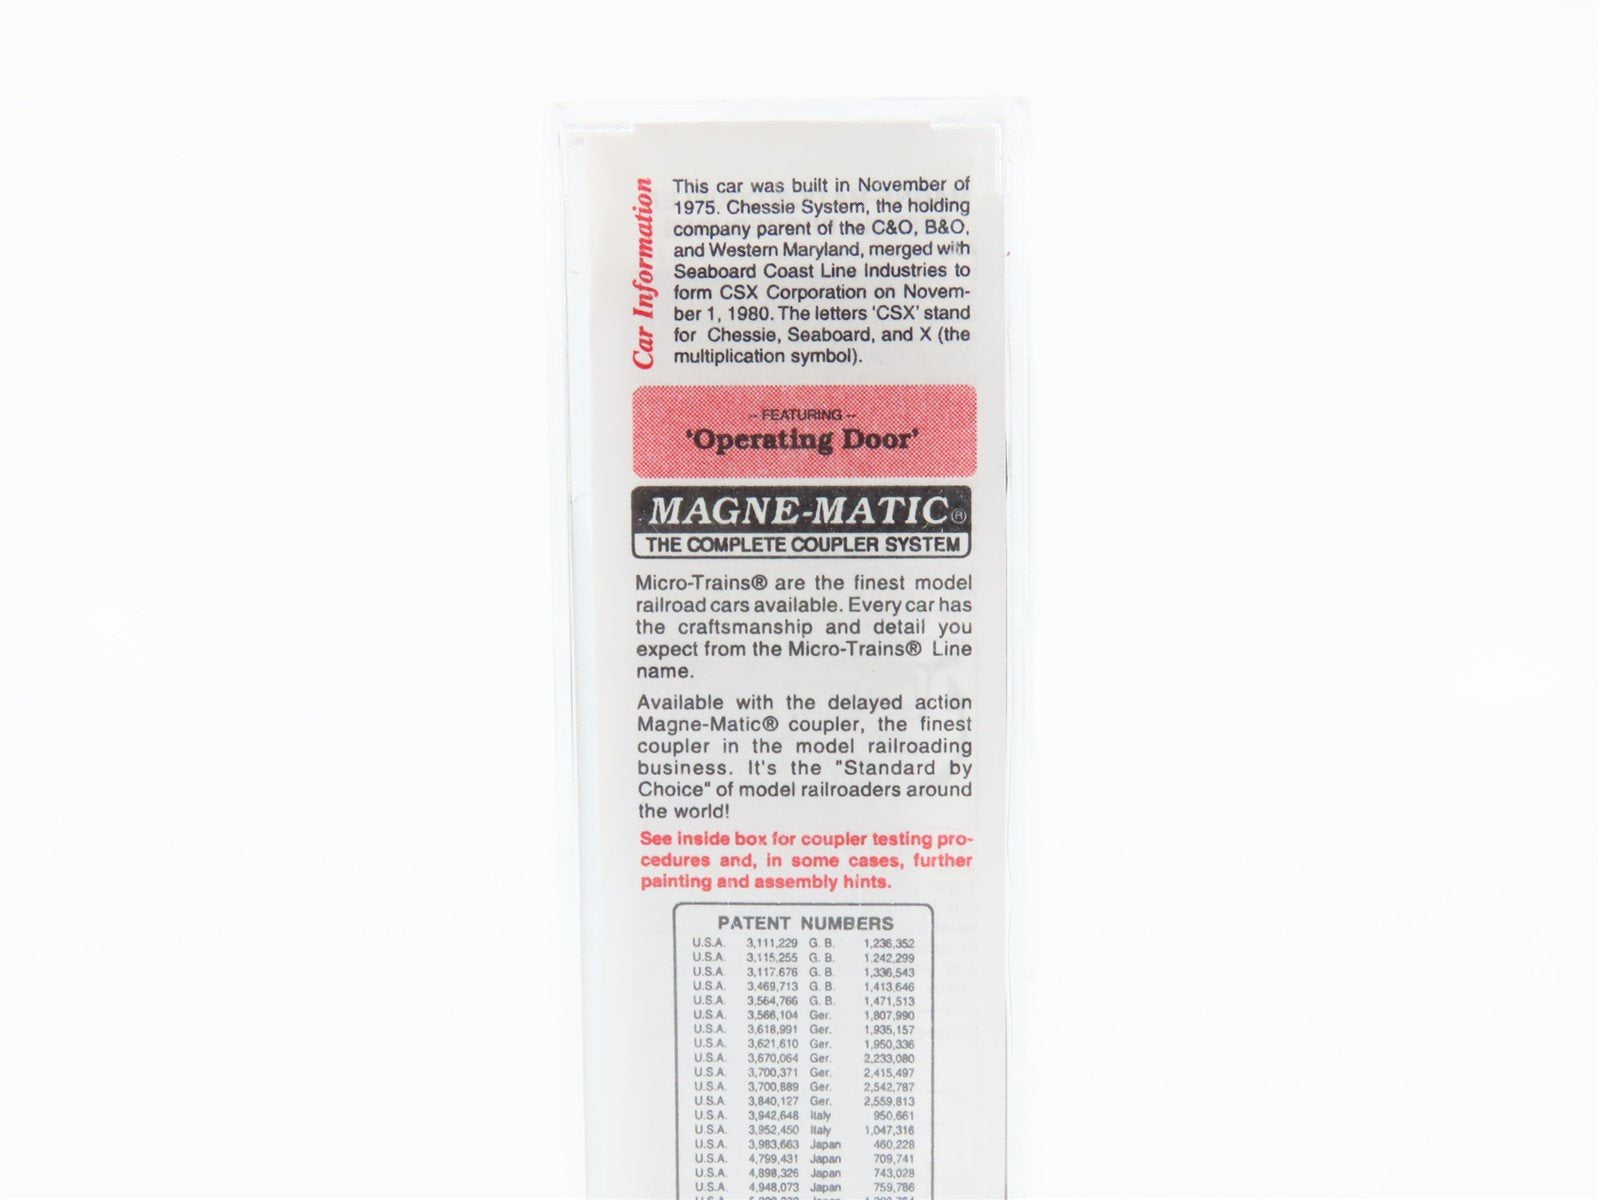 Car Information
This car was built in November of
1975. Chessie System, the holding
company parent of the C&O, B&O,
and Western Maryland, merged with
Seaboard Coast Line Industries to
form CSX Corporation on Novem-
ber 1, 1980. The letters 'CSX' stand
for Chessie, Seaboard, and X (the
multiplication symbol).
-- FEATURING --
'Operating Door'
MAGNE-MATIC®
THE COMPLETE COUPLER SYSTEM
Micro-Trains® are the finest model
railroad cars available. Every car has
the craftsmanship and detail you
expect from the Micro-Trains® Line
name.
Available with the delayed action
Magne-Matic® coupler, the finest
coupler in the model railroading
business. It's the "Standard by
Choice" of model railroaders around
the world!
See inside box for coupler testing pro-
cedures and, in some cases, further
painting and assembly hints.
PATENT NUMBERS
U.S.A. 3,111,229 G. B. 1,236,352
U.S.A. 3,115,255 G. B. 1.242,299
U.S.A. 3,117,676 G. B. 1,336,543
U.S.A. 3,469,713 G. B. 1,413,646
U.S.A. 3,564,766 G. B. 1,471,513
U.S.A. 3,566,104 Ger. 1,807,990
U.S.A. 3,618,991 Ger. 1,935,157
U.S.A. 3,621,610 Ger. 1,950,336
U.S.A. 3,670,064 Ger. 2,233,080
U.S.A. 3,700,371 Ger. 2,415,497
U.S.A. 3,700,889 Ger. 2,542,787
U.S.A. 3,840,127 Ger. 2,559,813
U.S.A. 3,942,648 Italy 950,661
U.S.A. 3,952,450 Italy 1,047,316
U.S.A. 3,983,663 Japan 460,228
U.S.A. 4,799,431 Japan 709,741
U.S.A. 4,898,326 Japan 743,028
U.S.A. 4,948,073 Japan 759,786
U.S.A. Japan